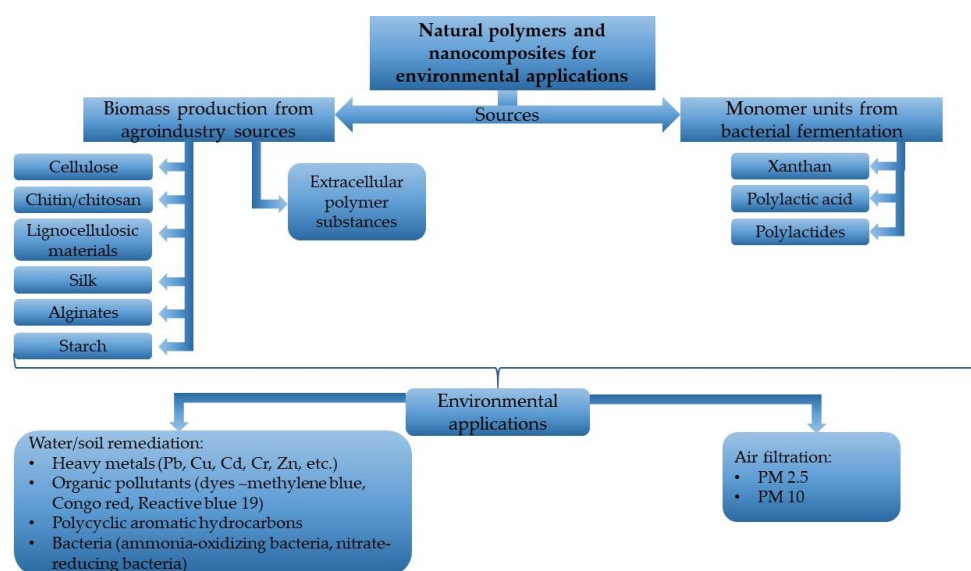 Natural polymers and
nanocomposites for
environmental applications
Biomass production from
agroindustry sources
Sources
Monomer units from
bacterial fermentation
Cellulose
Chitin/chitosan
Lignocellulosic
materials
Silk
Alginates
Starch
Extracellular
polymer
substances
Xanthan
Polylactic acid
Polylactides
Environmental
applications
Water/soil remediation:
• Heavy metals (Pb, Cu, Cd, Cr, Zn, etc.)
• Organic pollutants (dyes –methylene blue,
Congo red, Reactive blue 19)
• Polycyclic aromatic hydrocarbons
• Bacteria (ammonia-oxidizing bacteria, nitrate-
reducing bacteria)
Air filtration:
• PM 2.5
• PM 10